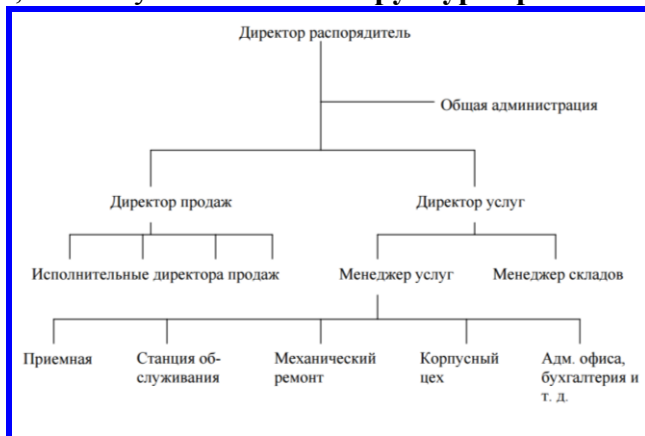 Директор распорядитель
Общая администрация
Директор продаж
Директор услуг
Исполнительные директора продаж
Менеджер услуг
Менеджер складов
Приемная
Станция об-
служивания
Механический
ремонт
Корпусный
цех
Адм. офиса,
бухгалтерия и
т. д.